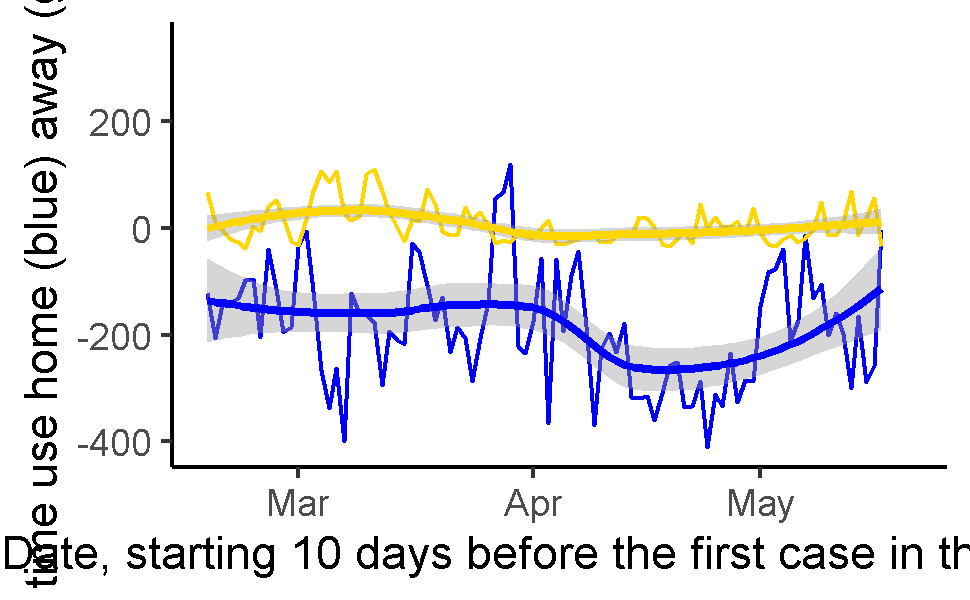 time use home (blue) away (
200
0
-200
-400
Mar Apr May
Date, starting 10 days before the first case in th